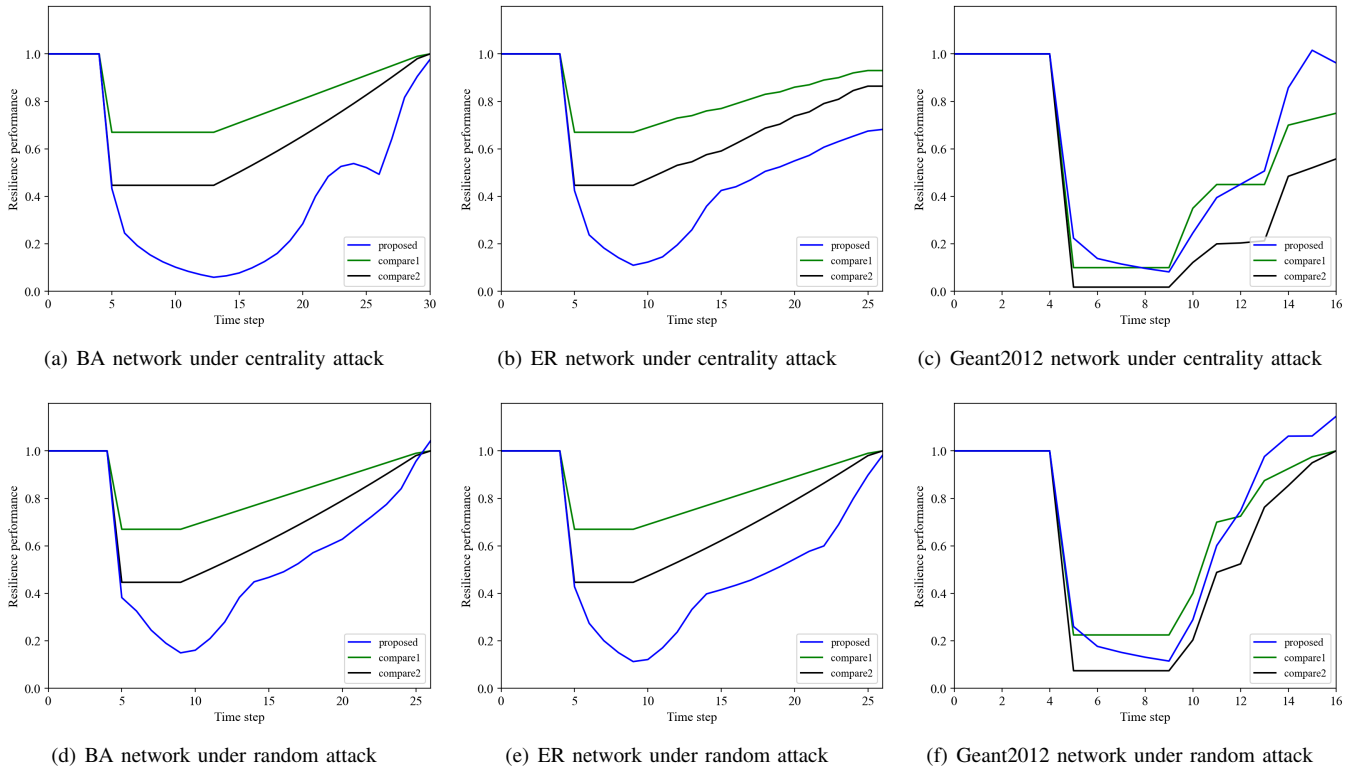 1.0
0.8
0.6
0.4
0.2
0.0
Resilience performance
0 5 10 15 20 25 30
Time step
proposed
compare1
compare2
(a) BA network under centrality attack
1.0
0.8
0.6
0.4
0.2
0.0
Resilience performance
0 5 10 15 20 25
Time step
proposed
compare1
compare2
(b) ER network under centrality attack
1.0
0.8
0.6
0.4
0.2
0.0
Resilience performance
0 2 4 6 8 10 12 14 16
Time step
proposed
compare1
compare2
(c) Geant2012 network under centrality attack
1.0
0.8
0.6
0.4
0.2
0.0
Resilience performance
0 5 10 15 20 25
Time step
proposed
compare1
compare2
(d) BA network under random attack
1.0
0.8
0.6
0.4
0.2
0.0
Resilience performance
0 5 10 15 20 25
Time step
proposed
compare1
compare2
(e) ER network under random attack
1.0
0.8
0.6
0.4
0.2
0.0
Resilience performance
0 2 4 6 8 10 12 14 16
Time step
proposed
compare1
compare2
(f) Geant2012 network under random attack